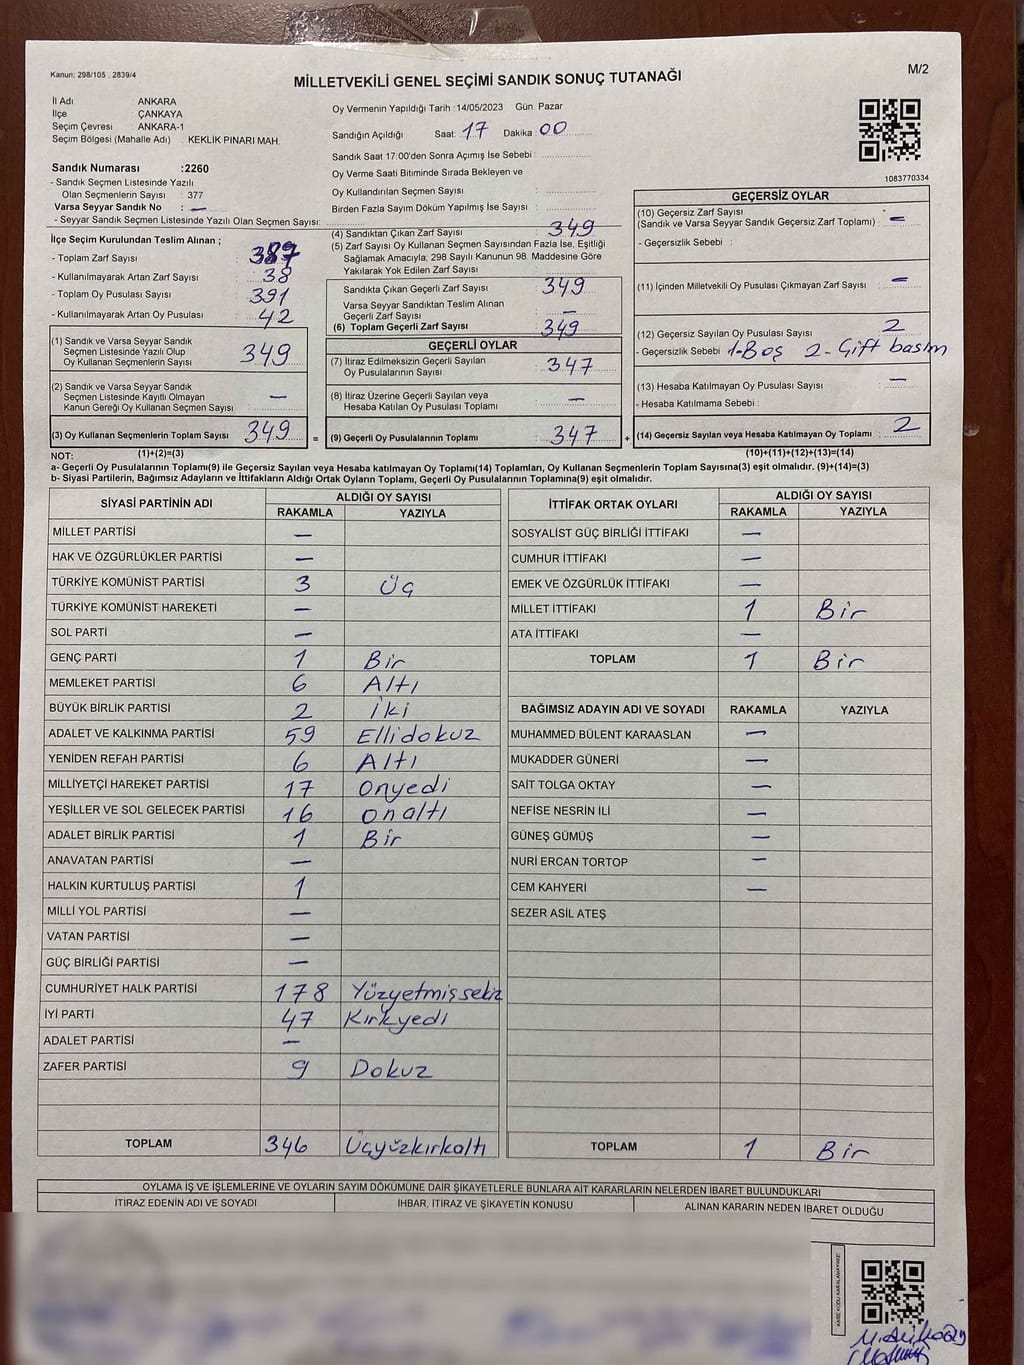 Kanun; 298/105 , 2839/4
MİLLETVEKİLİ GENEL SEÇİMİ SANDIK SONUÇ TUTANAĞI
M/2
İl Adı : ANKARA
İlçe : ÇANKAYA
Seçim Çevresi : ANKARA-1
Seçim Bölgesi (Mahalle Adı) : KEKLİK PINARI MAH.
Sandık Numarası :2260
- Sandık Seçmen Listesinde Yazılı
Olan Seçmenlerin Sayısı : 377
Varsa Seyyar Sandık No : —
- Seyyar Sandık Seçmen Listesinde Yazılı Olan Seçmen Sayısı:
İlçe Seçim Kurulundan Teslim Alınan ;
- Toplam Zarf Sayısı : 387
- Kullanılmayarak Artan Zarf Sayısı : 38
- Toplam Oy Pusulası Sayısı : 391
- Kullanılmayarak Artan Oy Pusulası : 42
(1) Sandık ve Varsa Seyyar Sandık
Seçmen Listesinde Yazılı Olup
Oy Kullanan Seçmenlerin Sayısı : 349
(2) Sandık ve Varsa Seyyar Sandık
Seçmen Listesinde Kayıtlı Olmayan
Kanun Gereği Oy Kullanan Seçmen Sayısı : —
(3) Oy Kullanan Seçmenlerin Toplam Sayısı : 349 =
Oy Vermenin Yapıldığı Tarih :14/05/2023 Gün: Pazar
Sandığın Açıldığı Saat: 17 Dakika : 00
Sandık Saat 17:00'den Sonra Açımış İse Sebebi :
Oy Verme Saati Bitiminde Sırada Bekleyen ve
Oy Kullandırılan Seçmen Sayısı :
Birden Fazla Sayım Döküm Yapılmış İse Sayısı :
(4) Sandıktan Çıkan Zarf Sayısı : 349
(5) Zarf Sayısı Oy Kullanan Seçmen Sayısından Fazla İse, Eşitliği
Sağlamak Amacıyla; 298 Sayılı Kanunun 98. Maddesine Göre
Yakılarak Yok Edilen Zarf Sayısı :
Sandıkta Çıkan Geçerli Zarf Sayısı : 349
Varsa Seyyar Sandıktan Teslim Alınan
Geçerli Zarf Sayısı : —
(6) Toplam Geçerli Zarf Sayısı : 349
GEÇERLİ OYLAR
(7) İtiraz Edilmeksizin Geçerli Sayılan
Oy Pusulalarının Sayısı : 347
(8) İtiraz Üzerine Geçerli Sayılan veya
Hesaba Katılan Oy Pusulası Toplamı : —
(9) Geçerli Oy Pusulalarının Toplamı : 347 +
1083770334
GEÇERSİZ OYLAR
(10) Geçersiz Zarf Sayısı
(Sandık ve Varsa Seyyar Sandık Geçersiz Zarf Toplamı) : —
- Geçersizlik Sebebi :
(11) İçinden Milletvekili Oy Pusulası Çıkmayan Zarf Sayısı : —
(12) Geçersiz Sayılan Oy Pusulası Sayısı : 2
- Geçersizlik Sebebi : 1-Boş 2- Çift basım
(13) Hesaba Katılmayan Oy Pusulası Sayısı : —
- Hesaba Katılmama Sebebi :
(14) Geçersiz Sayılan veya Hesaba Katılmayan Oy Toplamı : 2
NOT: (1)+(2)=(3) (10)+(11)+(12)+(13)=(14)
a- Geçerli Oy Pusulalarının Toplamı(9) ile Geçersiz Sayılan veya Hesaba katılmayan Oy Toplamı(14) Toplamları, Oy Kullanan Seçmenlerin Toplam Sayısına(3) eşit olmalıdır. (9)+(14)=(3)
b- Siyasi Partilerin, Bağımsız Adayların ve İttifakların Aldığı Ortak Oyların Toplamı, Geçerli Oy Pusulalarının Toplamına(9) eşit olmalıdır.
SİYASİ PARTİNİN ADI ALDIĞI OY SAYISI
RAKAMLA YAZIYLA
MİLLET PARTİSİ —
HAK VE ÖZGÜRLÜKLER PARTİSİ —
TÜRKİYE KOMÜNİST PARTİSİ 3 Üç
TÜRKİYE KOMÜNİST HAREKETİ —
SOL PARTİ —
GENÇ PARTİ 1 Bir
MEMLEKET PARTİSİ 6 Altı
BÜYÜK BİRLİK PARTİSİ 2 İki
ADALET VE KALKINMA PARTİSİ 59 Ellidokuz
YENİDEN REFAH PARTİSİ 6 Altı
MİLLİYETÇİ HAREKET PARTİSİ 17 Onyedi
YEŞİLLER VE SOL GELECEK PARTİSİ 16 onaltı
ADALET BİRLİK PARTİSİ 1 Bir
ANAVATAN PARTİSİ —
HALKIN KURTULUŞ PARTİSİ 1
MİLLİ YOL PARTİSİ —
VATAN PARTİSİ —
GÜÇ BİRLİĞİ PARTİSİ —
CUMHURİYET HALK PARTİSİ 178 Yüzyetmişsekiz
İYİ PARTİ 47 Kırkyedi
ADALET PARTİSİ —
ZAFER PARTİSİ 9 Dokuz
TOPLAM 346 Üçyüzkırkaltı
İTTİFAK ORTAK OYLARI ALDIĞI OY SAYISI
RAKAMLA YAZIYLA
SOSYALİST GÜÇ BİRLİĞİ İTTİFAKI —
CUMHUR İTTİFAKI —
EMEK VE ÖZGÜRLÜK İTTİFAKI —
MİLLET İTTİFAKI 1 Bir
ATA İTTİFAKI —
TOPLAM 1 Bir
BAĞIMSIZ ADAYIN ADI VE SOYADI RAKAMLA YAZIYLA
MUHAMMED BÜLENT KARAASLAN —
MUKADDER GÜNERİ —
SAİT TOLGA OKTAY —
NEFİSE NESRİN İLİ —
GÜNEŞ GÜMÜŞ —
NURİ ERCAN TORTOP —
CEM KAHYERİ —
SEZER ASİL ATEŞ
TOPLAM 1 Bir
OYLAMA İŞ VE İŞLEMLERİNE VE OYLARIN SAYIM DÖKÜMÜNE DAİR ŞİKAYETLERLE BUNLARA AİT KARARLARIN NELERDEN İBARET BULUNDUKLARI
İTİRAZ EDENİN ADI VE SOYADI İHBAR, İTİRAZ VE ŞİKAYETİN KONUSU ALINAN KARARIN NEDEN İBARET OLDUĞU
KARE KODU KARALAMAYINIZ!